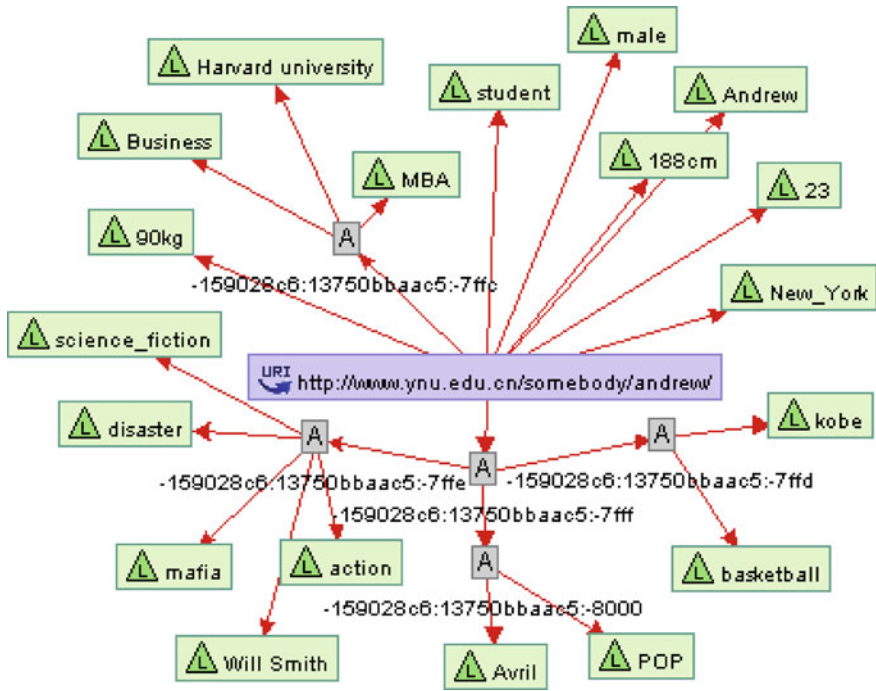 L male
L Harvard university
L student
L Andrew
L Business
L 188cm
L MBA
L 23
L 90kg
A
-159028c6:13750bbaac5:-7ffc
L New_York
L science_fiction
URI http://www.ynu.edu.cn/somebody/andrew/
L disaster
A
A
L kobe
A
-159028c6:13750bbaac5:-7ffe
-159028c6:13750bbaac5:-7ffd
-159028c6:13750bbaac5:-7fff
L mafia
L action
A
L basketball
-159028c6:13750bbaac5:-8000
L Will Smith
L Avril
L POP